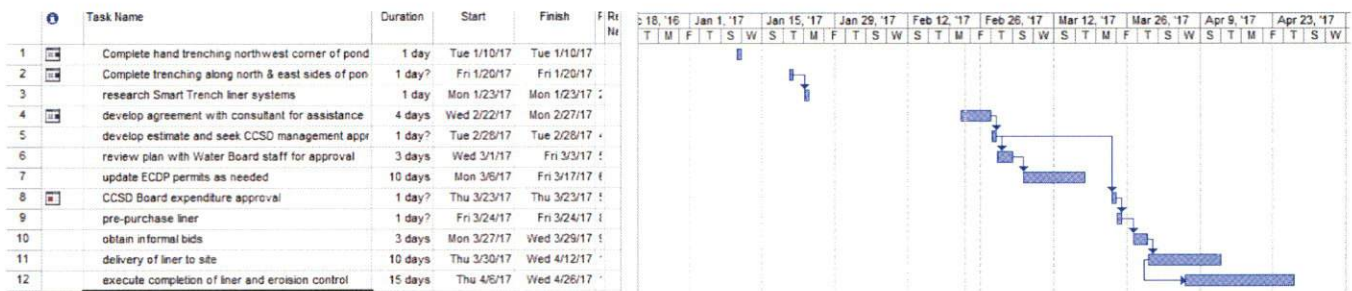 Task Name Duration Start Finish F Re
Na
c 18, '16 Jan 1, '17 Jan 15, '17 Jan 29, '17 Feb 12, '17 Feb 26, '17 Mar 12, '17 Mar 26, '17 Apr 9, '17 Apr 23, '17
T M F T S W S T M F T S W S T M F T S W S T M F T S W S T M F T S W
1 Complete hand trenching northwest corner of pond 1 day Tue 1/10/17 Tue 1/10/17
2 Complete trenching along north & east sides of pon 1 day? Fri 1/20/17 Fri 1/20/17
3 research Smart Trench liner systems 1 day Mon 1/23/17 Mon 1/23/17 2
4 develop agreement with consultant for assistance 4 days Wed 2/22/17 Mon 2/27/17
5 develop estimate and seek CCSD management appr 1 day? Tue 2/28/17 Tue 2/28/17 4
6 review plan with Water Board staff for approval 3 days Wed 3/1/17 Fri 3/3/17 5
7 update ECDP permits as needed 10 days Mon 3/6/17 Fri 3/17/17 6
8 CCSD Board expenditure approval 1 day? Thu 3/23/17 Thu 3/23/17 5
9 pre-purchase liner 1 day? Fri 3/24/17 Fri 3/24/17 8
10 obtain informal bids 3 days Mon 3/27/17 Wed 3/29/17 9
11 delivery of liner to site 10 days Thu 3/30/17 Wed 4/12/17
12 execute completion of liner and eroision control 15 days Thu 4/6/17 Wed 4/26/17